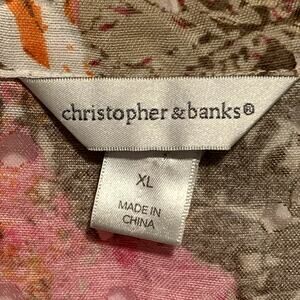 christopher & banks®
XL
MADE IN
CHINA